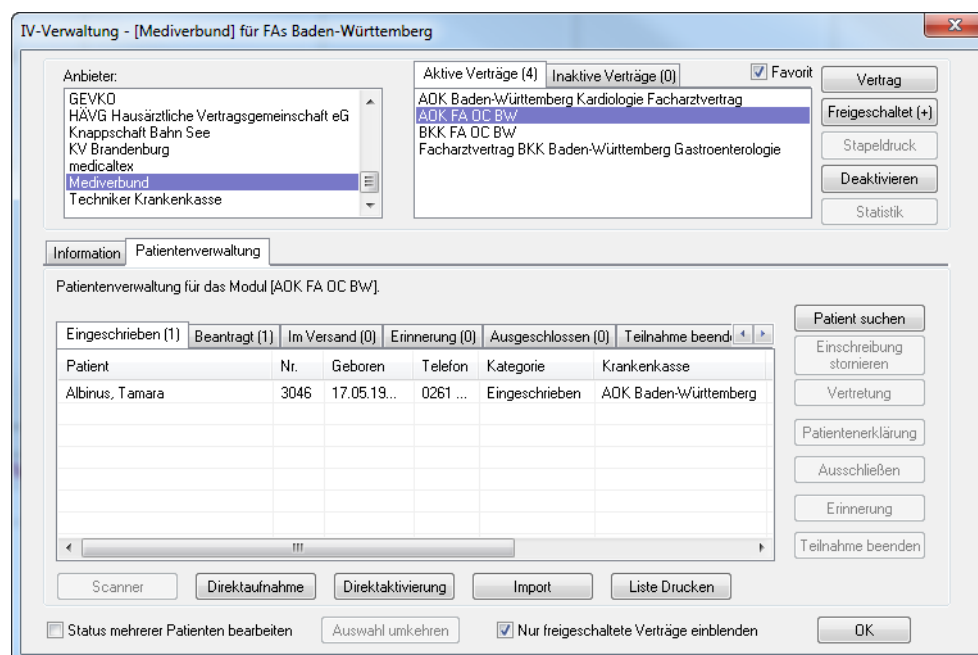 IV-Verwaltung - [Mediverbund] für FAs Baden-Württemberg
Anbieter:
GEVKO
HÄVG Hausärztliche Vertragsgemeinschaft eG
Knappschaft Bahn See
KV Brandenburg
medicaltex
Mediverbund
Techniker Krankenkasse
Aktive Verträge (4) Inaktive Verträge (0) Favorit
AOK Baden-Württemberg Kardiologie Facharztvertrag
AOK FA OC BW
BKK FA OC BW
Facharztvertrag BKK Baden-Württemberg Gastroenterologie
Vertrag
Freigeschaltet (+)
Stapeldruck
Deaktivieren
Statistik
Information Patientenverwaltung
Patientenverwaltung für das Modul [AOK FA OC BW].
Eingeschrieben (1) Beantragt (1) Im Versand (0) Erinnerung (0) Ausgeschlossen (0) Teilnahme beend
Patient Nr. Geboren Telefon Kategorie Krankenkasse
Albinus, Tamara 3046 17.05.19... 0261 ... Eingeschrieben AOK Baden-Württemberg
Patient suchen
Einschreibung
stornieren
Vertretung
Patientenerklärung
Ausschließen
Erinnerung
Teilnahme beenden
Scanner Direktaufnahme Direktaktivierung Import Liste Drucken
Status mehrerer Patienten bearbeiten Auswahl umkehren Nur freigeschaltete Verträge einblenden OK